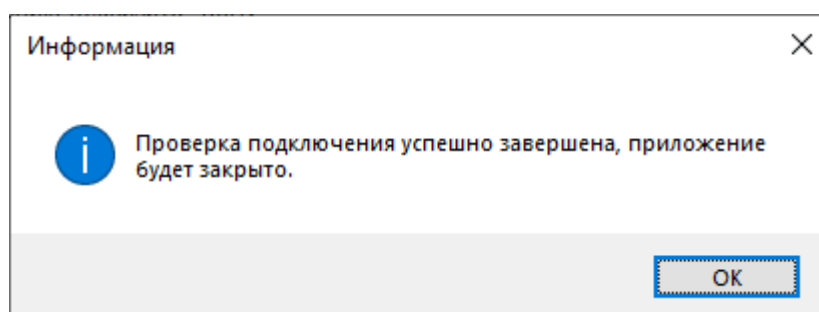 Информация
Проверка подключения успешно завершена, приложение
будет закрыто.
OK